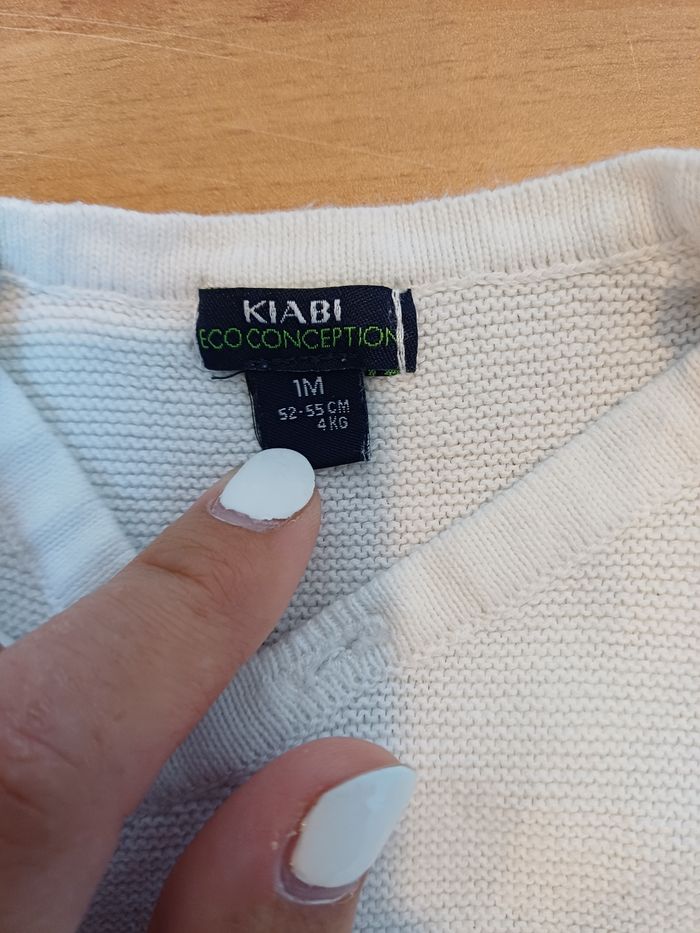 KIABI
ECO CONCEPTION
1M
52-55 CM
4KG